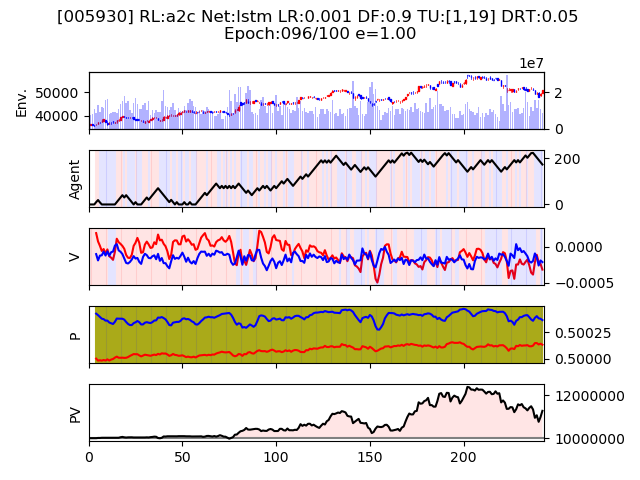 [005930] RL:a2c Net:lstm LR:0.001 DF:0.9 TU:[1,19] DRT:0.05
Epoch:096/100 e=1.00
1e7
Env.
50000
40000
2
0
Agent
200
0
V
0.0000
−0.0005
P
0.50025
0.50000
PV
12000000
10000000
0
50
100
150
200